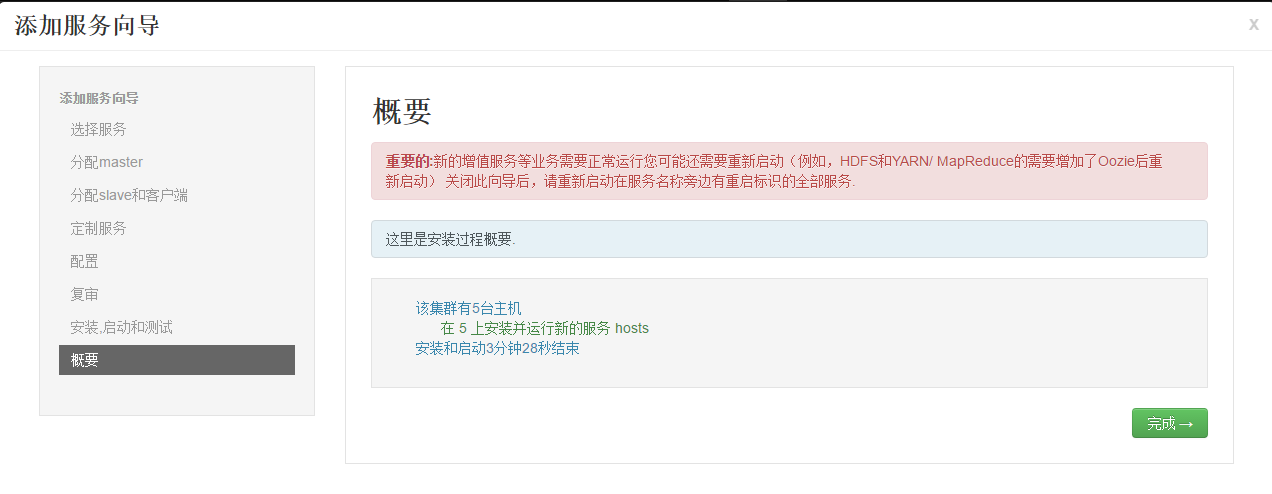 添加服务向导
x
添加服务向导
选择服务
分配master
分配slave和客户端
定制服务
配置
复审
安装,启动和测试
概要
概要
重要的:新的增值服务等业务需要正常运行您可能还需要重新启动（例如，HDFS和YARN/ MapReduce的需要增加了Oozie后重
新启动） 关闭此向导后，请重新启动在服务名称旁边有重启标识的全部服务.
这里是安装过程概要.
该集群有5台主机
在 5 上安装并运行新的服务 hosts
安装和启动3分钟28秒结束
完成 →